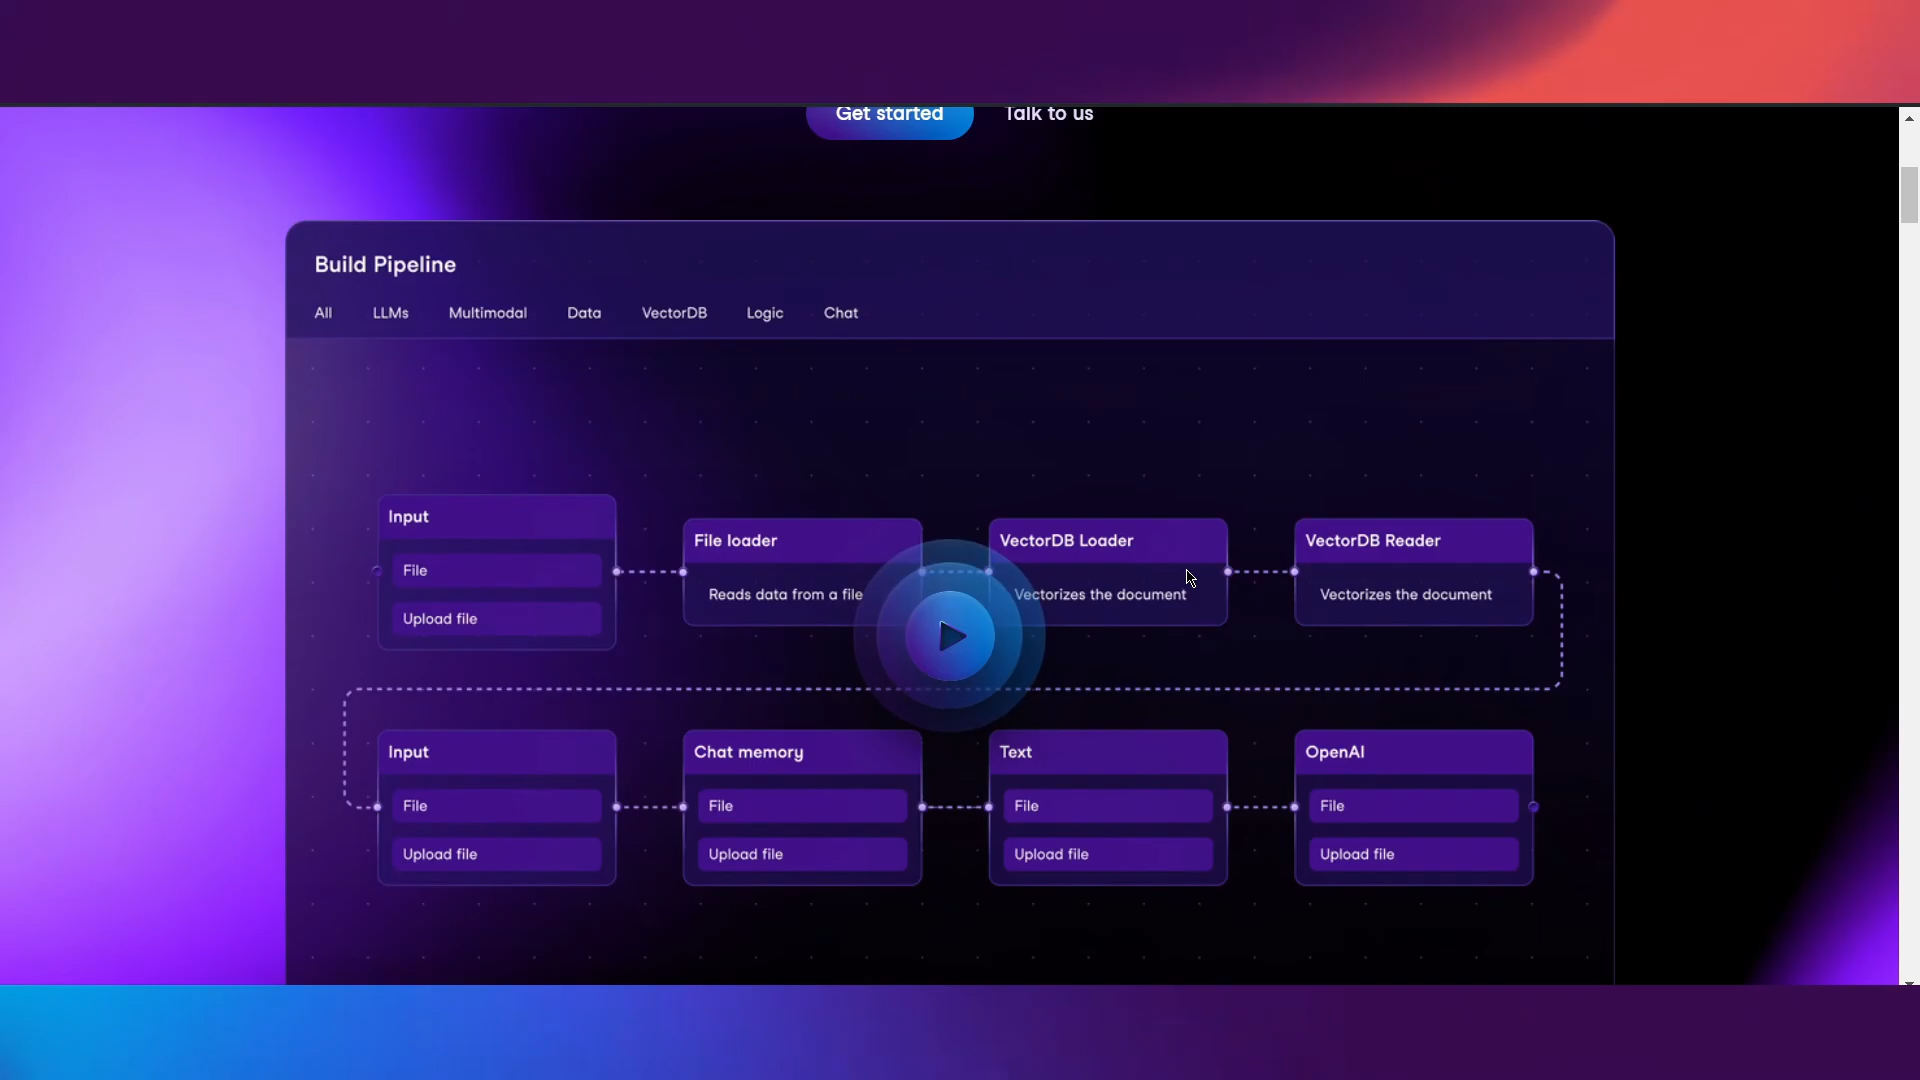 Get started
Talk to us
Build Pipeline
All
LLMs
Multimodal
Data
VectorDB
Logic
Chat
Input
File
Upload file
File loader
Reads data from a file
VectorDB Loader
Vectorizes the document
VectorDB Reader
Vectorizes the document
Input
File
Upload file
Chat memory
File
Upload file
Text
File
Upload file
OpenAI
File
Upload file